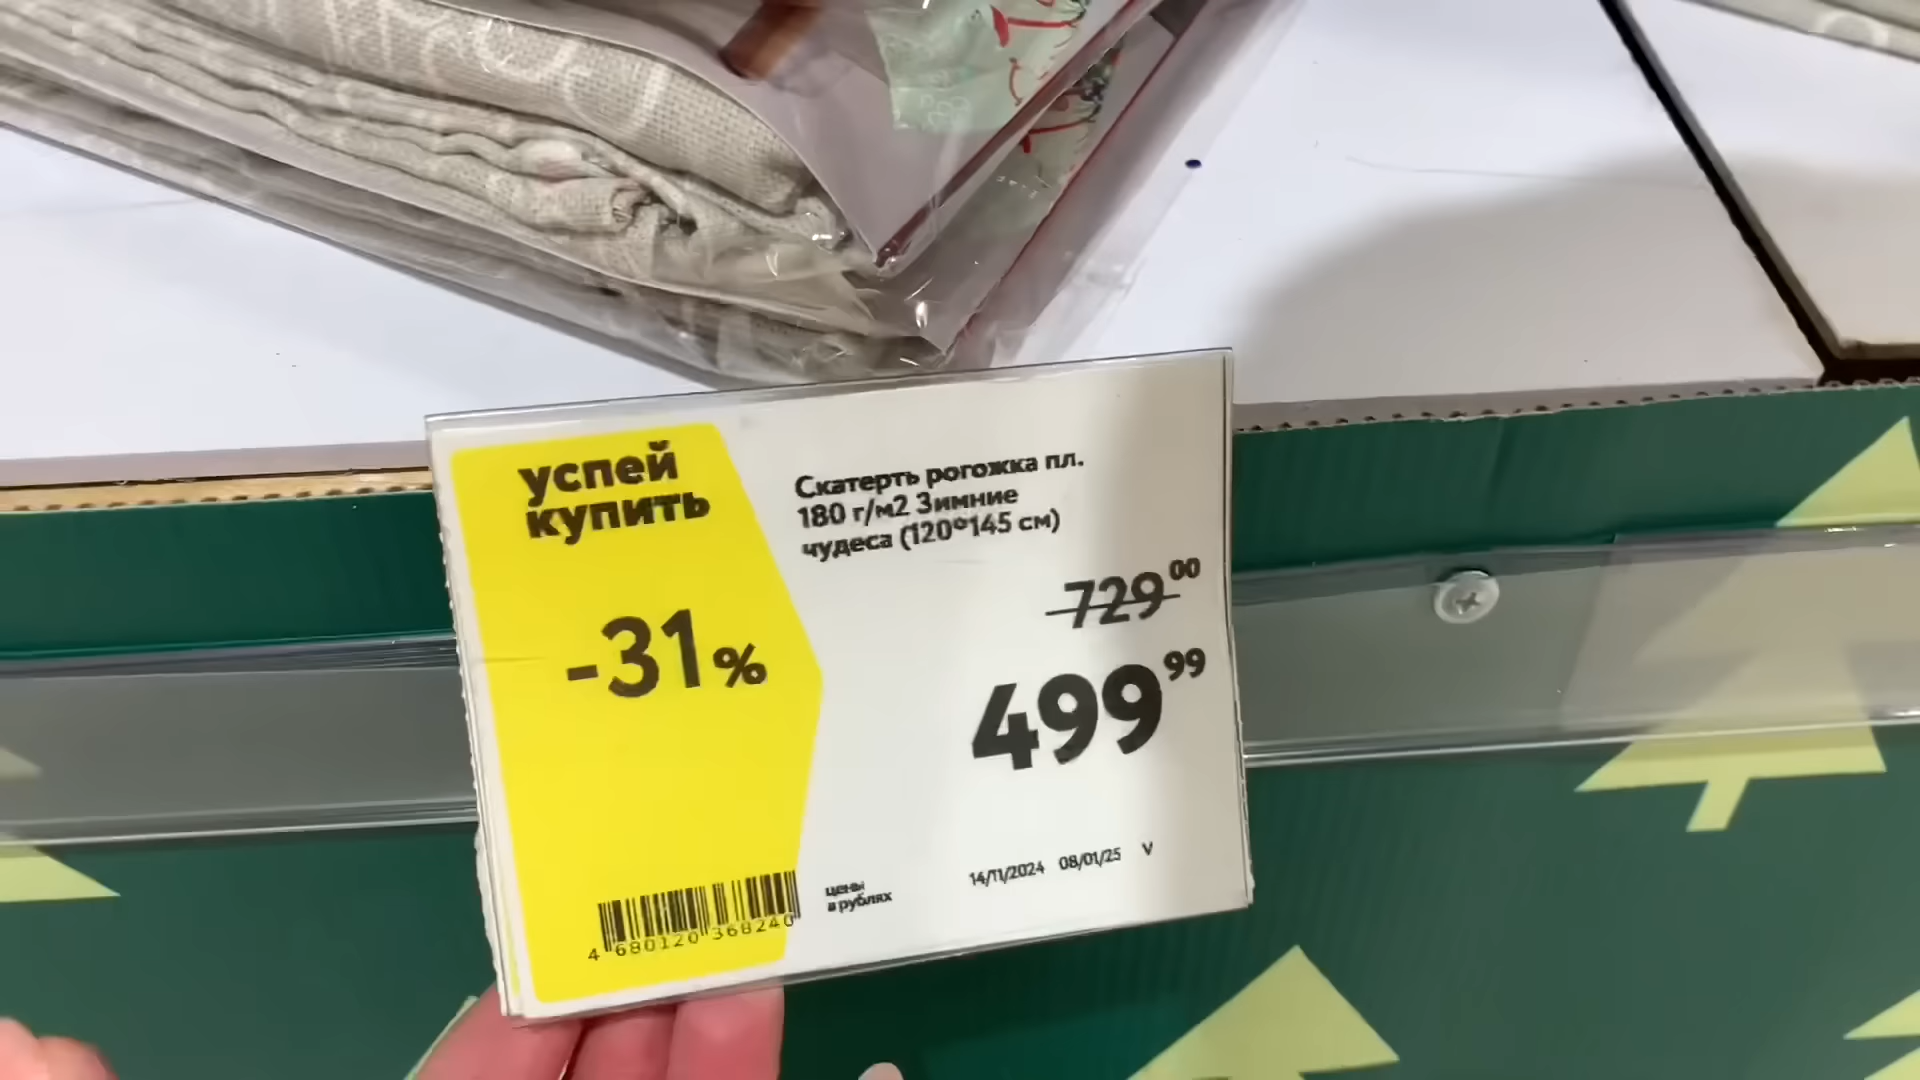 успей
купить
-31%
Скатерть рогожка пл.
180 г/м2 Зимние
чудеса (120*145 см)
729 00
499 99
цены
в рублях
14/11/2024 08/01/25 V
4 680120 368240